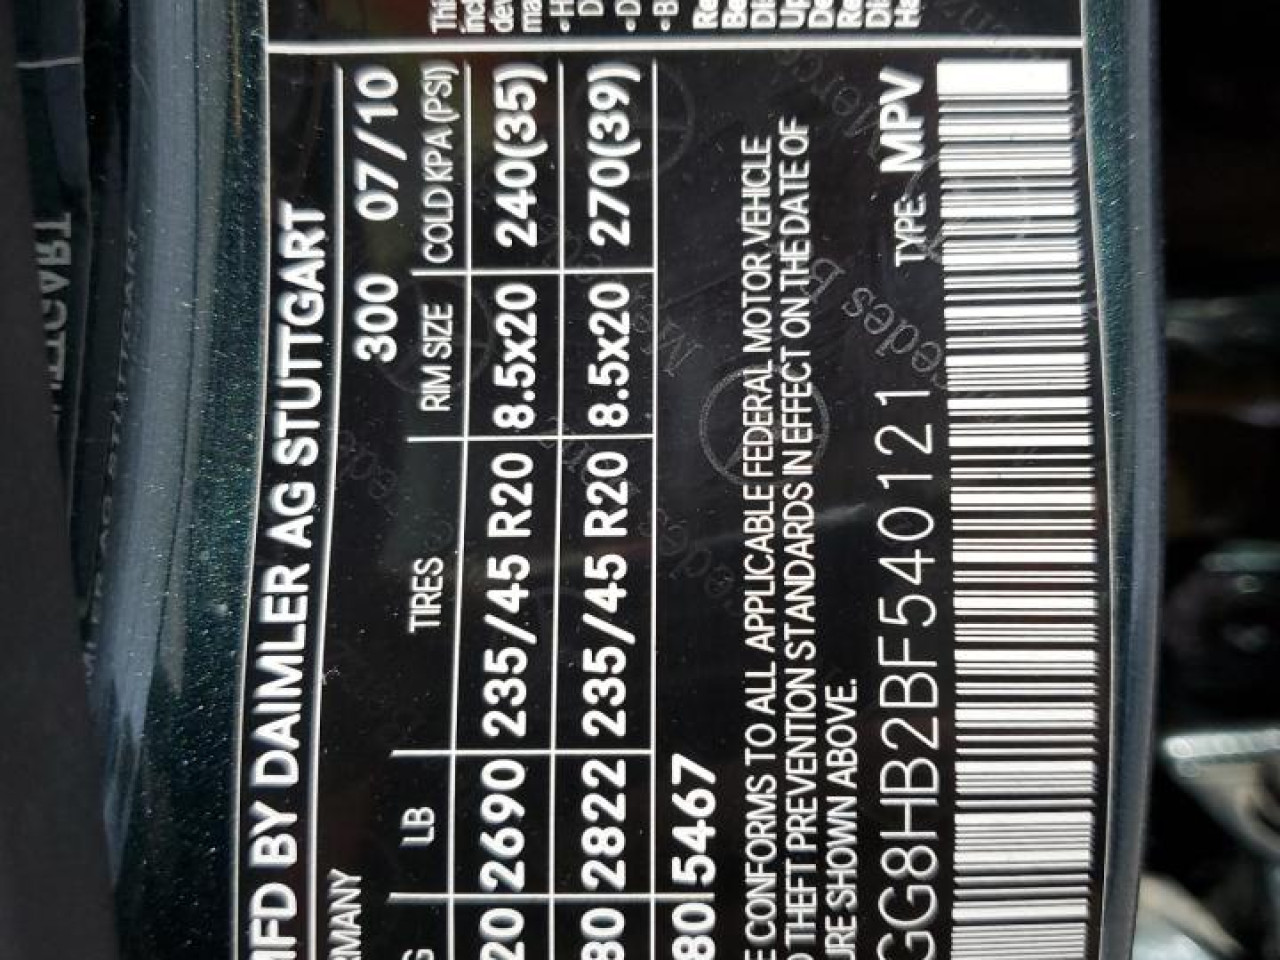 MFD BY DAIMLER AG STUTTGART
RMANY 300 07/10
G LB TIRES RIM SIZE COLD KPA (PSI)
20 2690 235/45 R20 8.5x20 240(35)
80 2822 235/45 R20 8.5x20 270(39)
80 5467
E CONFORMS TO ALL APPLICABLE FEDERAL MOTOR VEHICLE
D THEFT PREVENTION STANDARDS IN EFFECT ON THE DATE OF
URE SHOWN ABOVE.
GG8HB2BF540121 TYPE: MPV